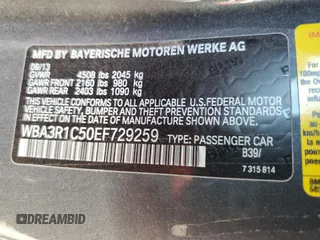 MFD BY BAYERISCHE MOTOREN WERKE AG
09/13
GVWR 4508 lbs 2045 kg
GAWR FRONT 2160 lbs 980 kg
GAWR REAR 2403 lbs 1090 kg
THIS VEHICLE CONFORMS TO ALL APPLICABLE
FEDERAL MOTOR VEHICLE SAFETY, BUMPER,
AND THEFT PREVENTION STANDARDS IN EFFECT
ON THE DATE OF MANUFACTURE SHOWN ABOVE.
WBA3R1C50EF729259 TYPE: PASSENGER CAR
B39/
7 315 814
DREAMBID